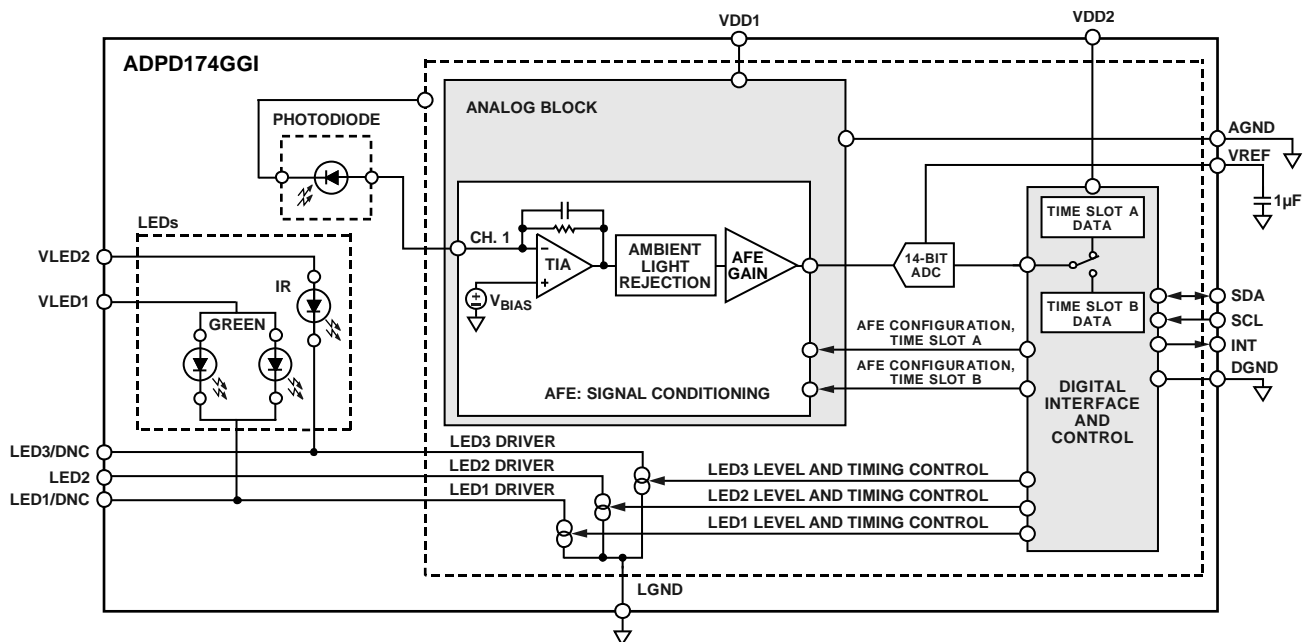 VDD1
VDD2
ADPD174GGI
PHOTODIODE
ANALOG BLOCK
AGND
VREF
1µF
LEDs
VLED2
VLED1
IR
GREEN
CH. 1
TIA
VBIAS
AMBIENT
LIGHT
REJECTION
AFE
GAIN
14-BIT
ADC
TIME SLOT A
DATA
TIME SLOT B
DATA
SDA
SCL
INT
DGND
AFE CONFIGURATION,
TIME SLOT A
AFE CONFIGURATION,
TIME SLOT B
AFE: SIGNAL CONDITIONING
DIGITAL
INTERFACE
AND
CONTROL
LED3/DNC
LED2
LED1/DNC
LED3 DRIVER
LED2 DRIVER
LED1 DRIVER
LED3 LEVEL AND TIMING CONTROL
LED2 LEVEL AND TIMING CONTROL
LED1 LEVEL AND TIMING CONTROL
LGND